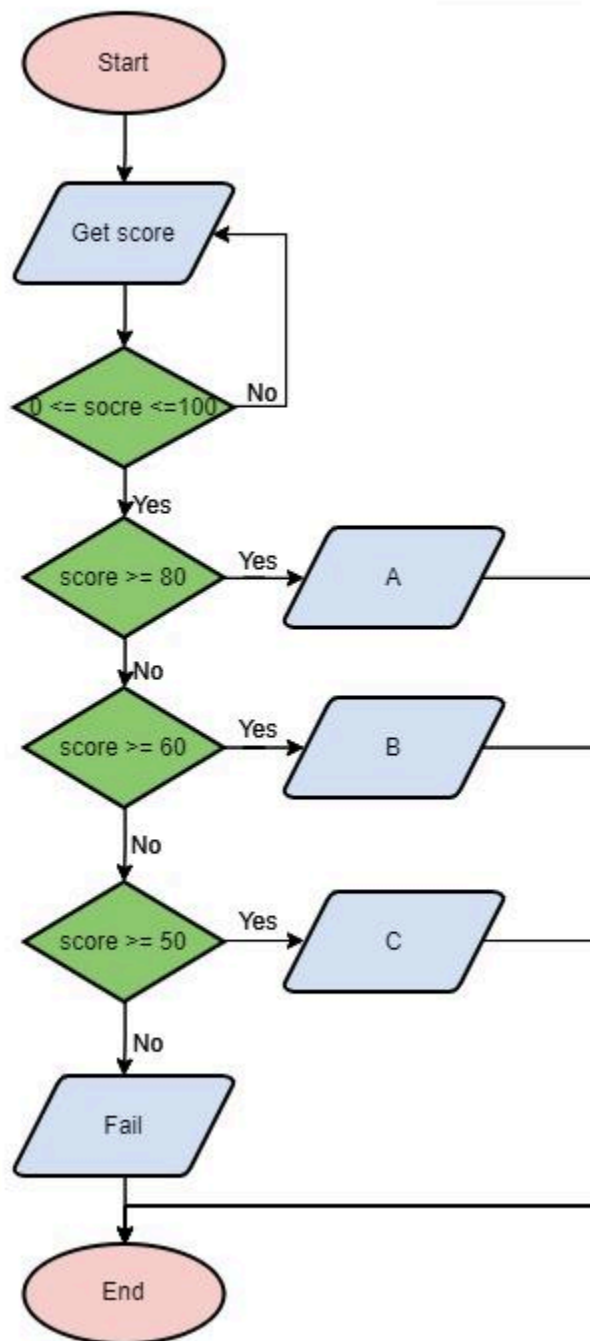 Start
Get score
0 <= socre <=100
No
Yes
score >= 80
Yes
A
No
score >= 60
Yes
B
No
score >= 50
Yes
C
No
Fail
End